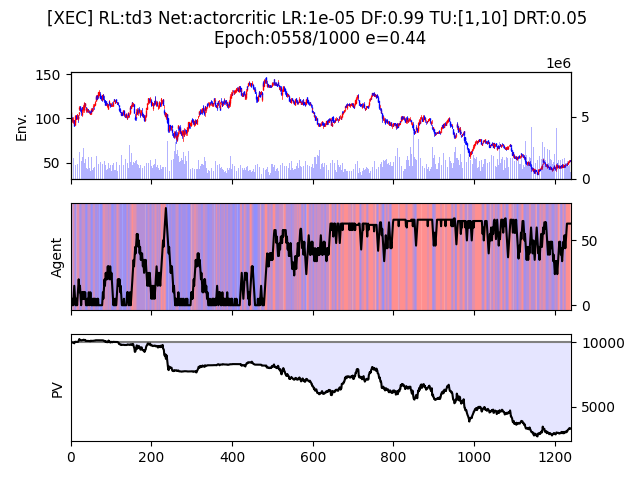 [XEC] RL:td3 Net:actorcritic LR:1e-05 DF:0.99 TU:[1,10] DRT:0.05
Epoch:0558/1000 e=0.44
1e6
150
100
50
Env.
5
0
Agent
50
0
PV
10000
5000
0 200 400 600 800 1000 1200